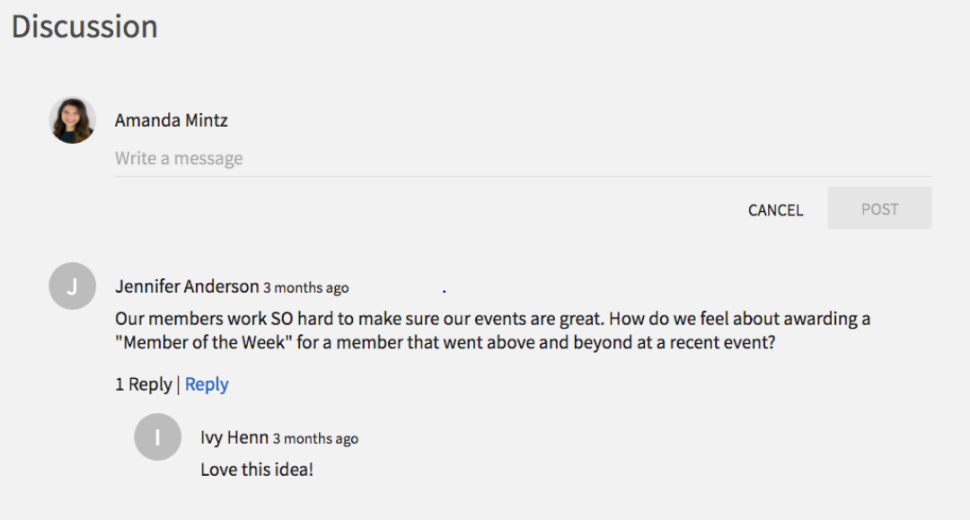 Discussion
Amanda Mintz
Write a message
CANCEL POST
J
Jennifer Anderson 3 months ago
Our members work SO hard to make sure our events are great. How do we feel about awarding a
"Member of the Week" for a member that went above and beyond at a recent event?
1 Reply | Reply
I
Ivy Henn 3 months ago
Love this idea!